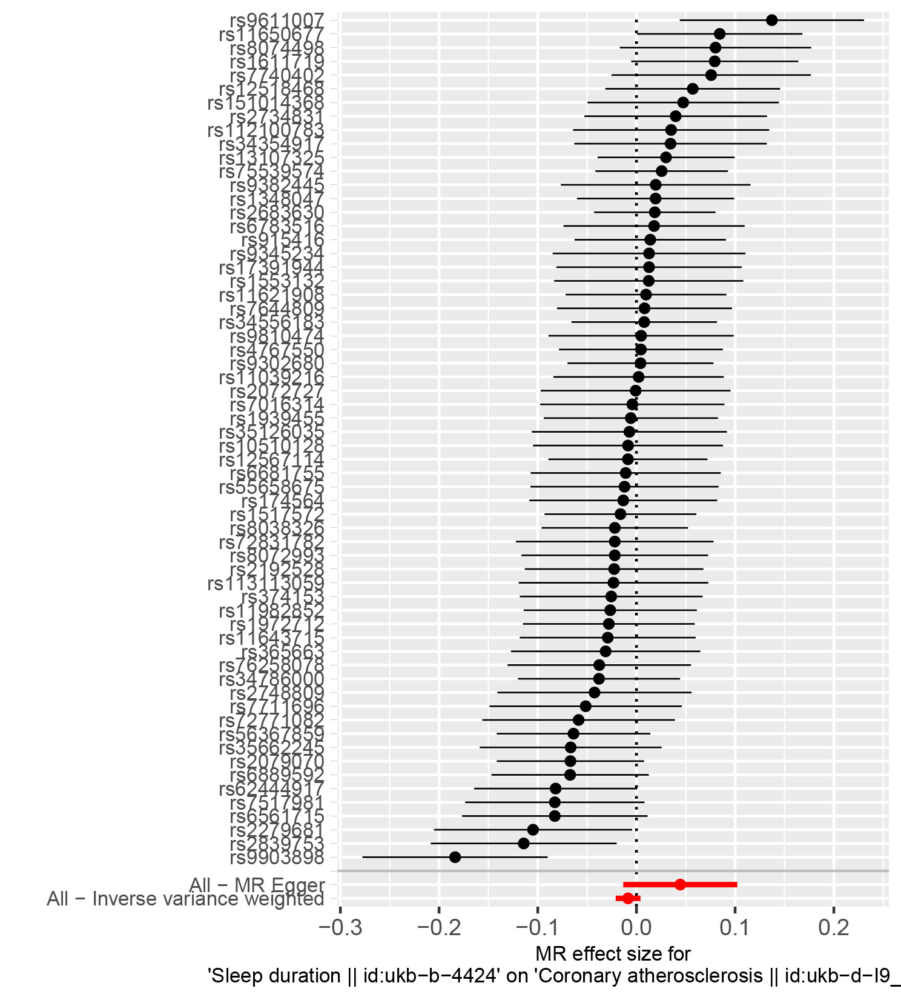 rs9611007
rs11650677
rs8074498
rs1611719
rs7740402
rs12518468
rs151014368
rs2734831
rs112100783
rs34354917
rs13107325
rs75539574
rs9382445
rs1348047
rs2683630
rs6783516
rs915416
rs9345234
rs17391944
rs1553132
rs11621908
rs7644809
rs34556183
rs9810474
rs4767550
rs9302680
rs11039216
rs2072727
rs7016314
rs1939455
rs35126035
rs10510128
rs12567114
rs6681755
rs55658675
rs174564
rs1517572
rs8038326
rs72831782
rs8072993
rs2192528
rs113113059
rs374153
rs11982852
rs1972712
rs11643715
rs365663
rs76258078
rs34786000
rs2748809
rs7711696
rs72771082
rs56367859
rs35662245
rs2079070
rs6889592
rs62444917
rs7517981
rs6561715
rs2279681
rs2839753
rs9903898
All − MR Egger
All − Inverse variance weighted
−0.3 −0.2 −0.1 0.0 0.1 0.2
MR effect size for
'Sleep duration || id:ukb−b−4424' on 'Coronary atherosclerosis || id:ukb−d−I9_